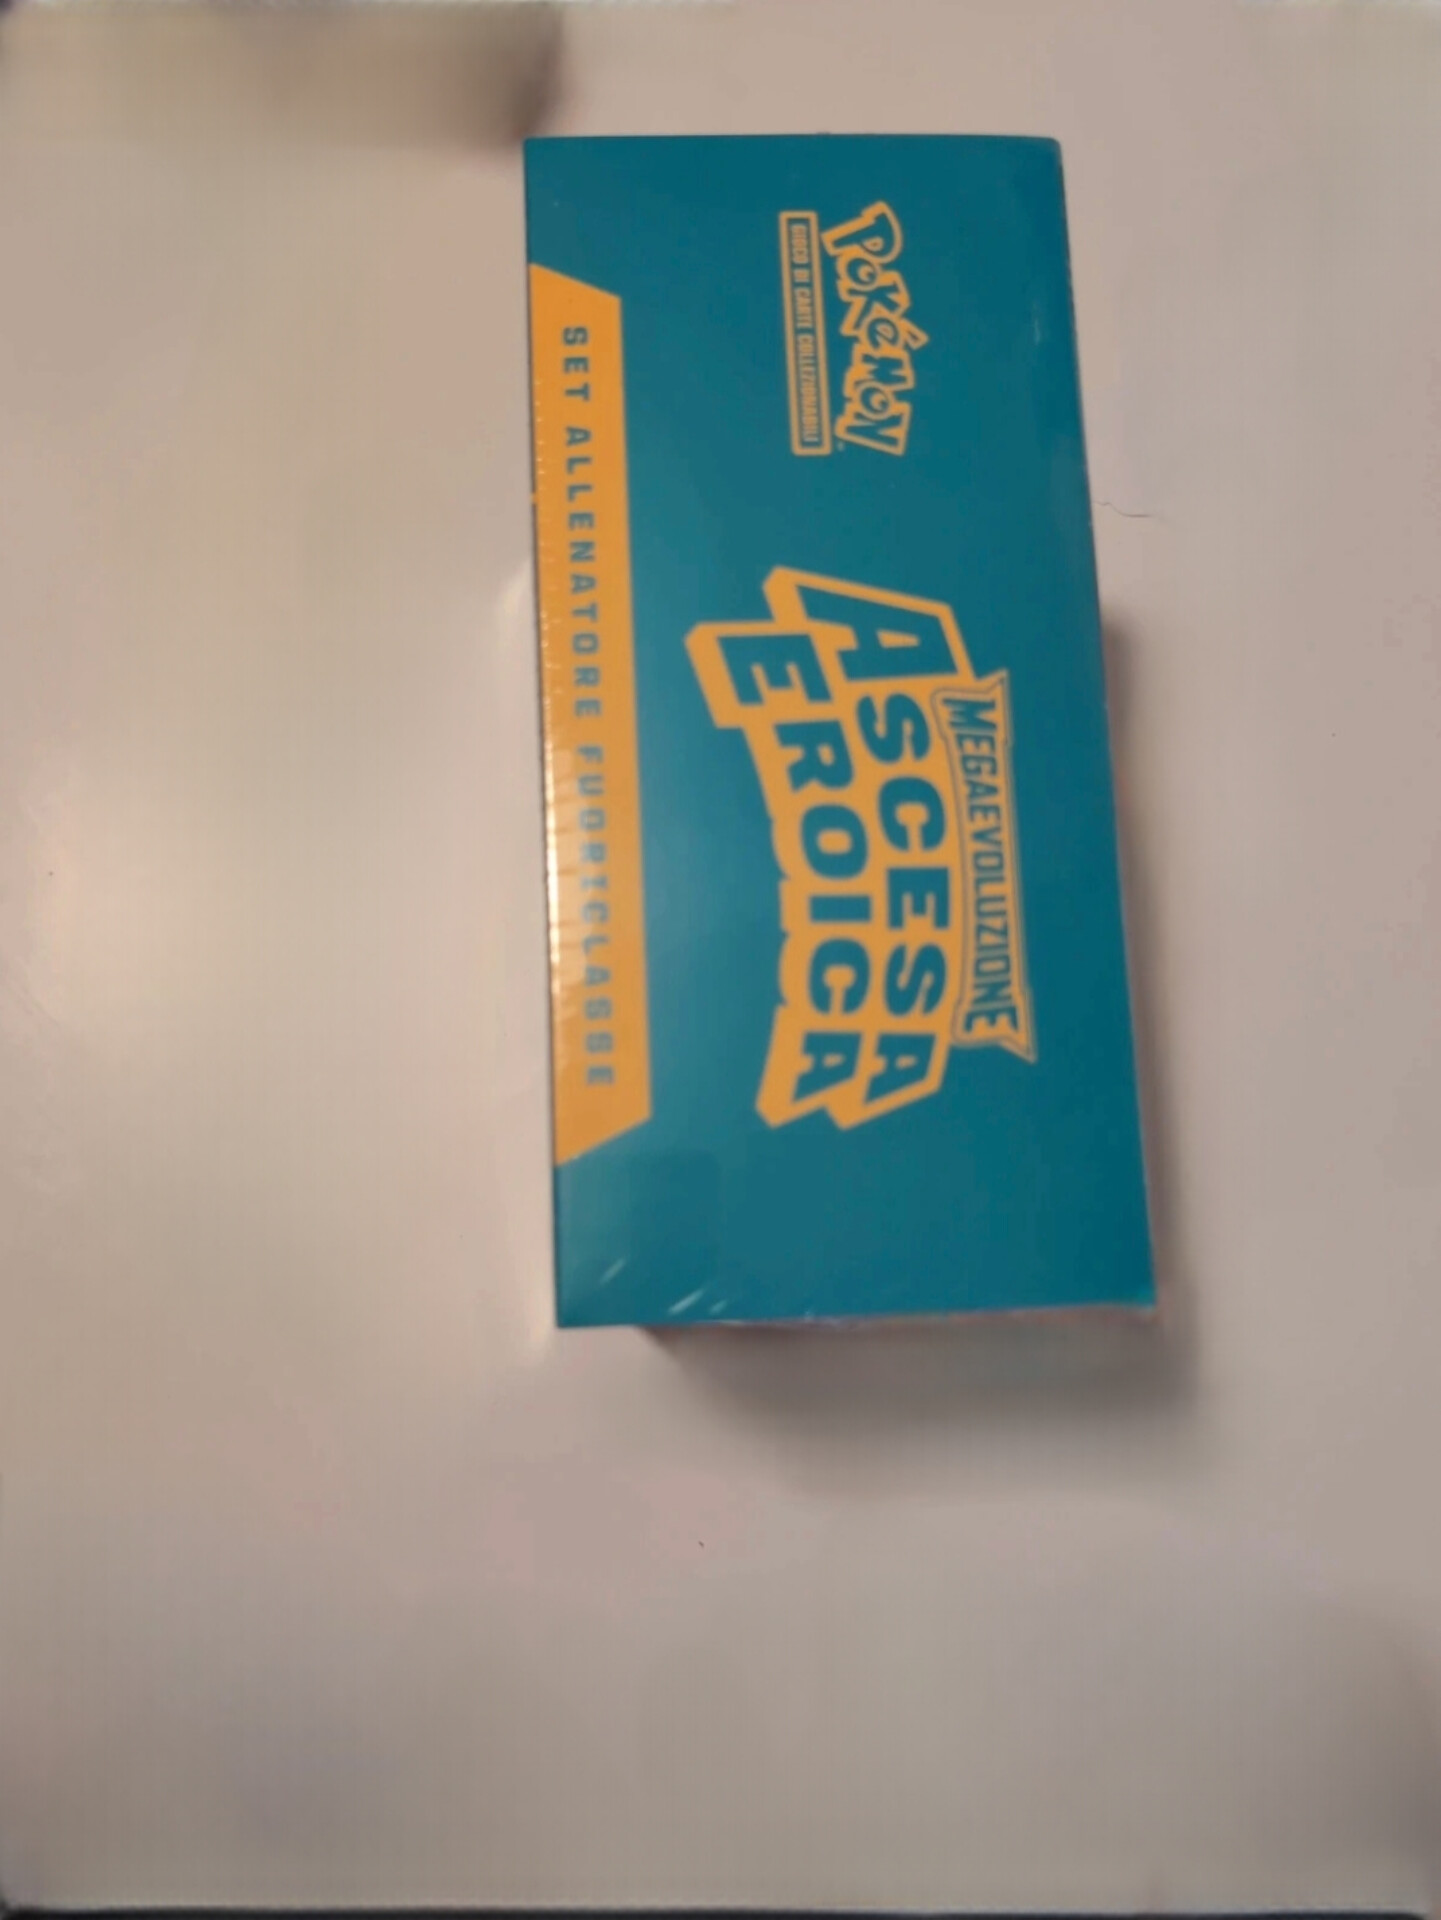 POKéMON
GIOCO DI CARTE COLLEZIONABILI
MEGAEVOLUZIONE
ASCESA
EROICA
SET ALLENATORE FUORICLASSE